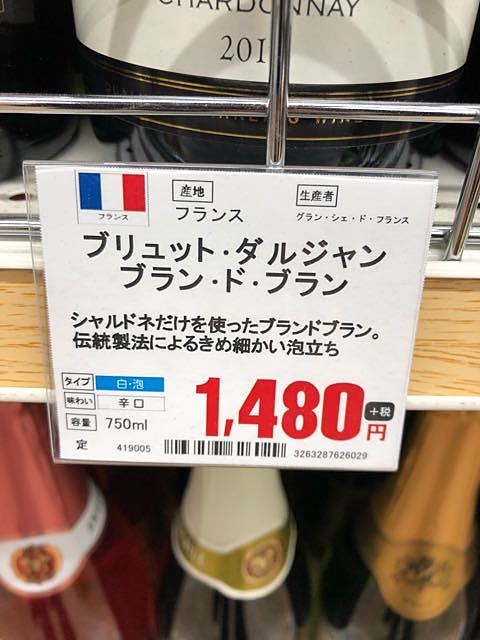 CHARDONNAY
201
フランス
産地
フランス
生産者
グラン・シェ・ド・フランス
ブリュット・ダルジャン
ブラン・ド・ブラン
シャルドネだけを使ったブランドブラン。
伝統製法によるきめ細かい泡立ち
タイプ 白・泡
味わい 辛口
容量 750ml
1,480円 +税
定 419005
3263287626029